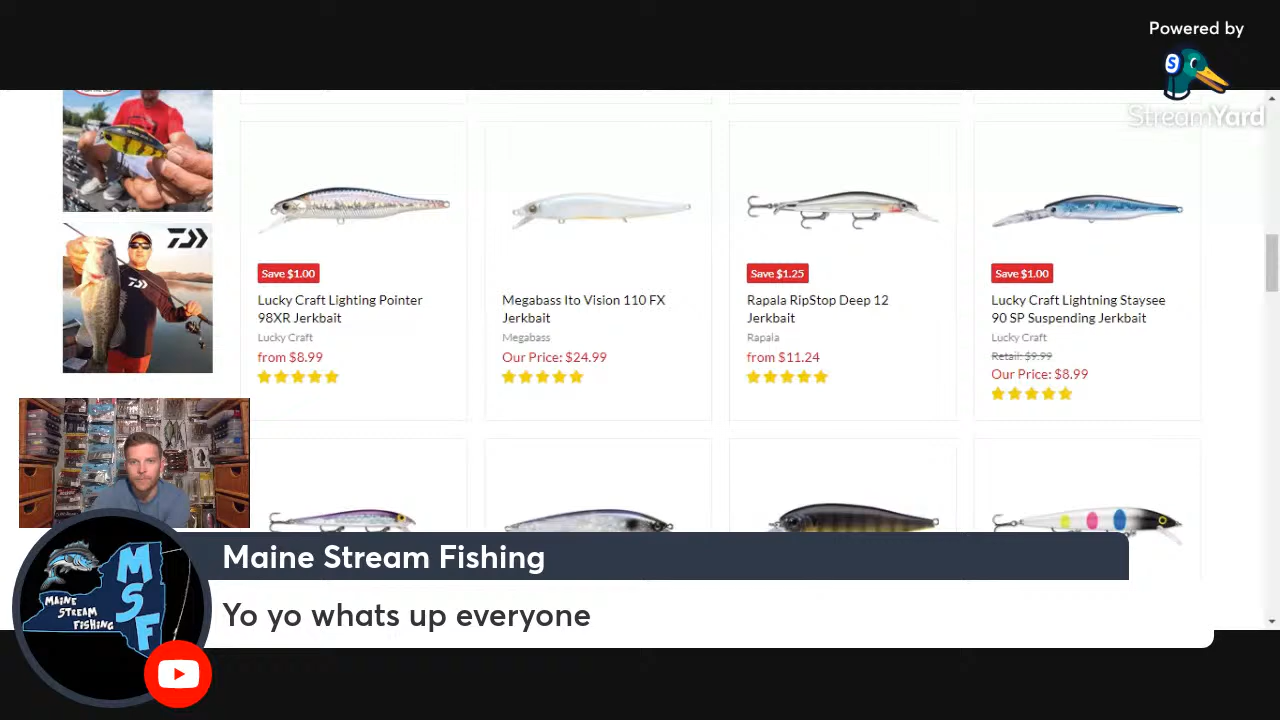 Powered by
S
StreamYard
Save $1.00
Lucky Craft Lighting Pointer
98XR Jerkbait
Lucky Craft
from $8.99
Megabass Ito Vision 110 FX
Jerkbait
Megabass
Our Price: $24.99
Save $1.25
Rapala RipStop Deep 12
Jerkbait
Rapala
from $11.24
Save $1.00
Lucky Craft Lightning Staysee
90 SP Suspending Jerkbait
Lucky Craft
Retail: $9.99
Our Price: $8.99
MAINE
STREAM
FISHING
MSF
Maine Stream Fishing
Yo yo whats up everyone